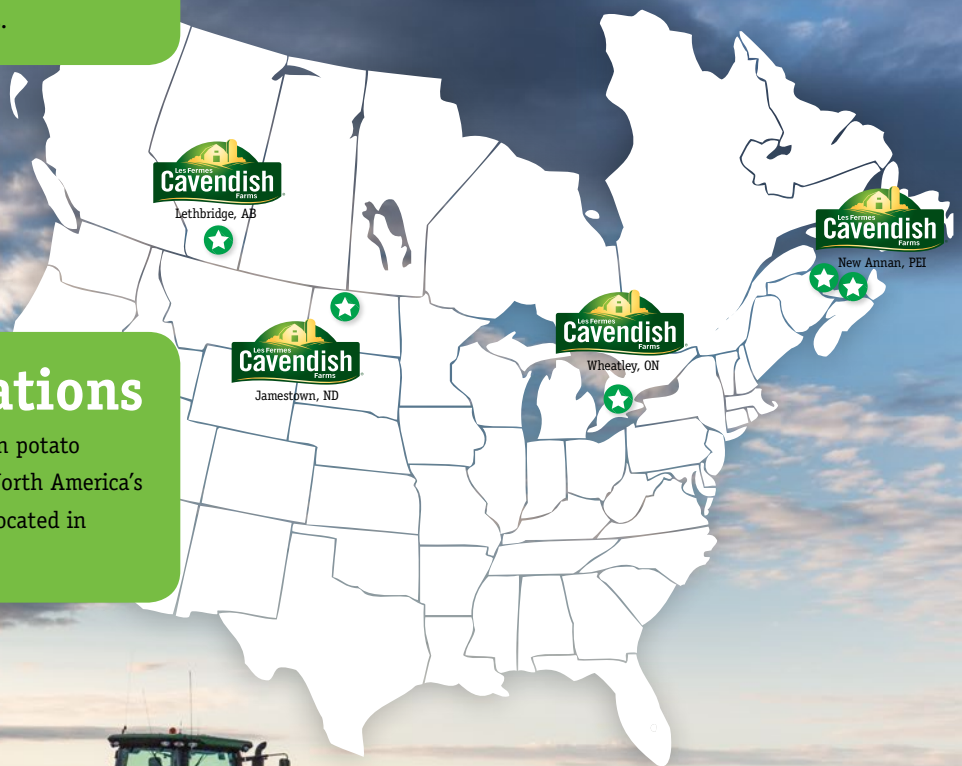 .
Les Fermes
Cavendish
Farms
Lethbridge, AB
Les Fermes
Cavendish
Farms
New Annan, PEI
Les Fermes
Cavendish
Farms
Wheatley, ON
Les Fermes
Cavendish
Farms
Jamestown, ND
ations
n potato
orth America's
ocated in